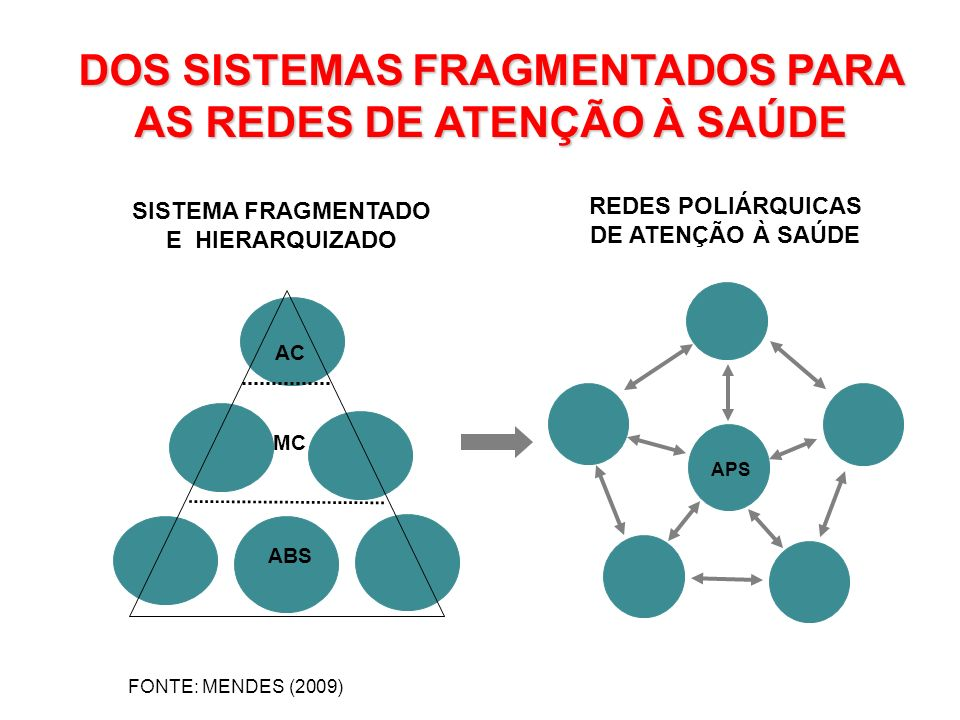 DOS SISTEMAS FRAGMENTADOS PARA
AS REDES DE ATENÇÃO À SAÚDE
SISTEMA FRAGMENTADO
E HIERARQUIZADO
REDES POLIÁRQUICAS
DE ATENÇÃO À SAÚDE
AC
MC
ABS
APS
FONTE: MENDES (2009)